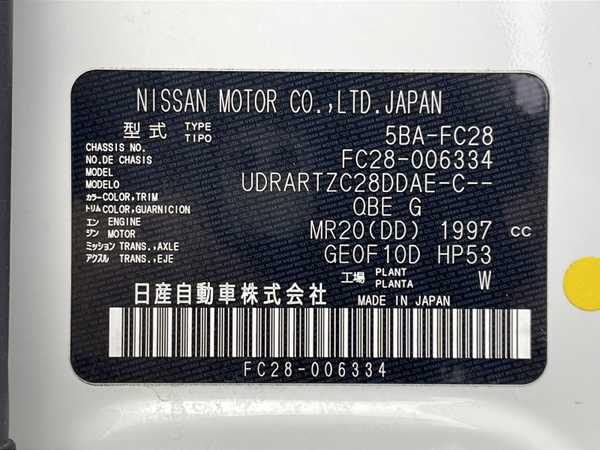 NISSAN MOTOR CO.,LTD.JAPAN
型式 TYPE TIPO 5BA-FC28
CHASSIS NO. NO.DE CHASIS FC28-006334
MODEL MODELO UDRARTZC28DDAE-C--
カラー COLOR,TRIM トリム COLOR,GUARNICION QBE G
エン ENGINE ジン MOTOR MR20(DD) 1997 cc
ミッション TRANS.,AXLE アクスル TRANS.,EJE GE0F10D HP53
工場 PLANT PLANTA W
日産自動車株式会社 MADE IN JAPAN
FC28-006334